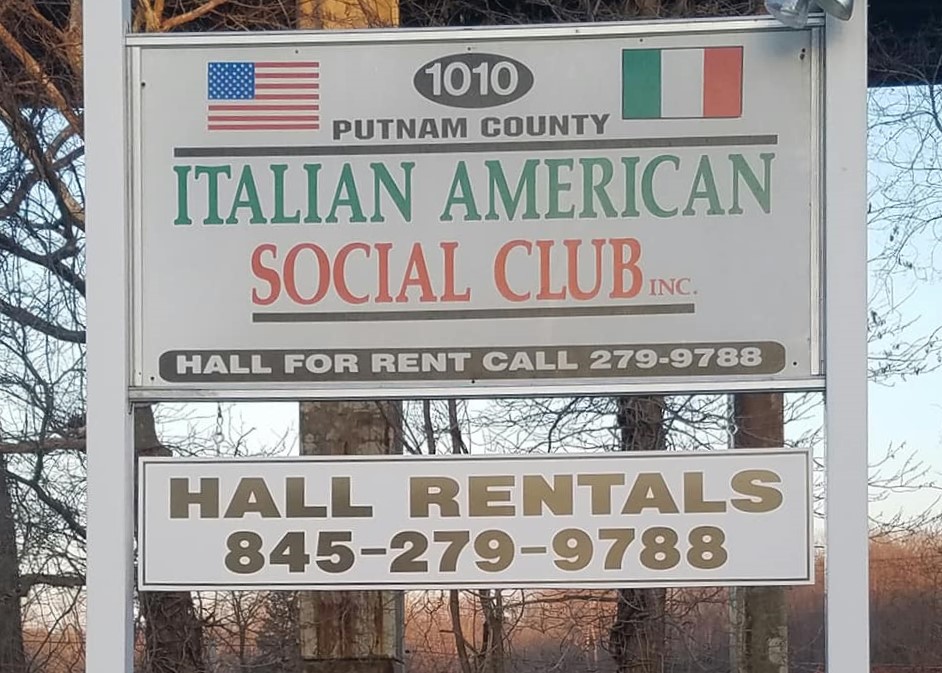 1010
PUTNAM COUNTY
ITALIAN AMERICAN
SOCIAL CLUB INC.
HALL FOR RENT CALL 279-9788
HALL RENTALS
845-279-9788